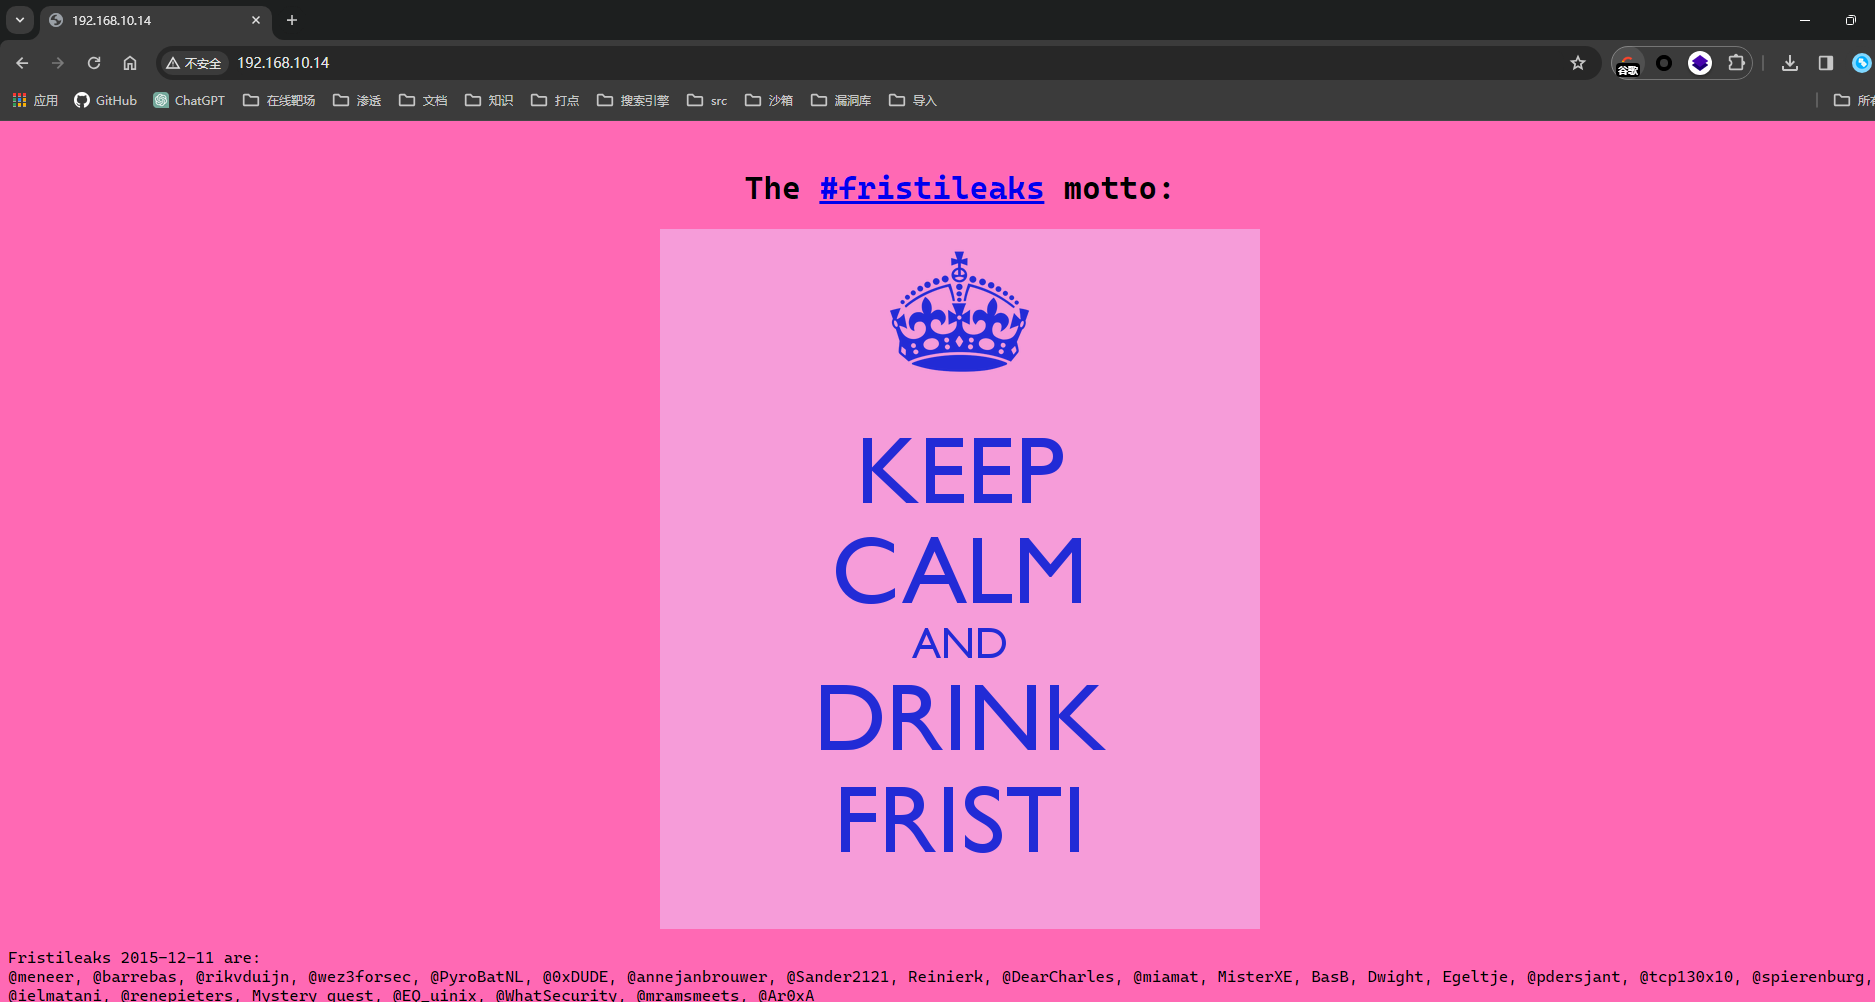 192.168.10.14
不安全 192.168.10.14
谷歌
应用 GitHub ChatGPT 在线靶场 渗透 文档 知识 打点 搜索引擎 src 沙箱 漏洞库 导入
The #fristileaks motto:
KEEP
CALM
AND
DRINK
FRISTI
Fristileaks 2015-12-11 are:
@meneer, @barrebas, @rikvduijn, @wez3forsec, @PyroBatNL, @0xDUDE, @annejanbrouwer, @Sander2121, Reinierk, @DearCharles, @miamat, MisterXE, BasB, Dwight, Egeltje, @pdersjant, @tcp130x10, @spierenburg,
@ielmatani, @renepieters, Mystery guest, @EQ_uinix, @WhatSecurity, @mramsmeets, @Ar0xA